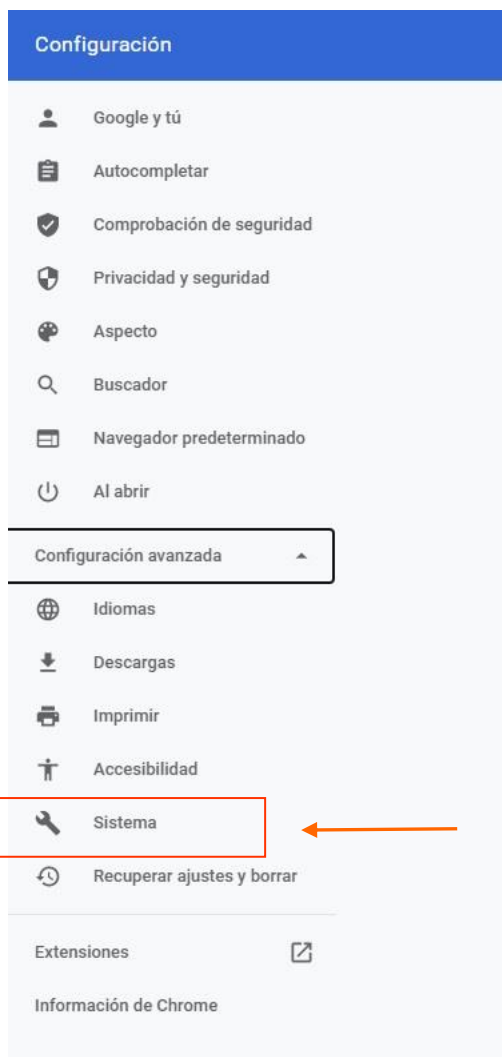 Configuración
Google y tú
Autocompletar
Comprobación de seguridad
Privacidad y seguridad
Aspecto
Buscador
Navegador predeterminado
Al abrir
Configuración avanzada
Idiomas
Descargas
Imprimir
Accesibilidad
Sistema
Recuperar ajustes y borrar
Extensiones
Información de Chrome